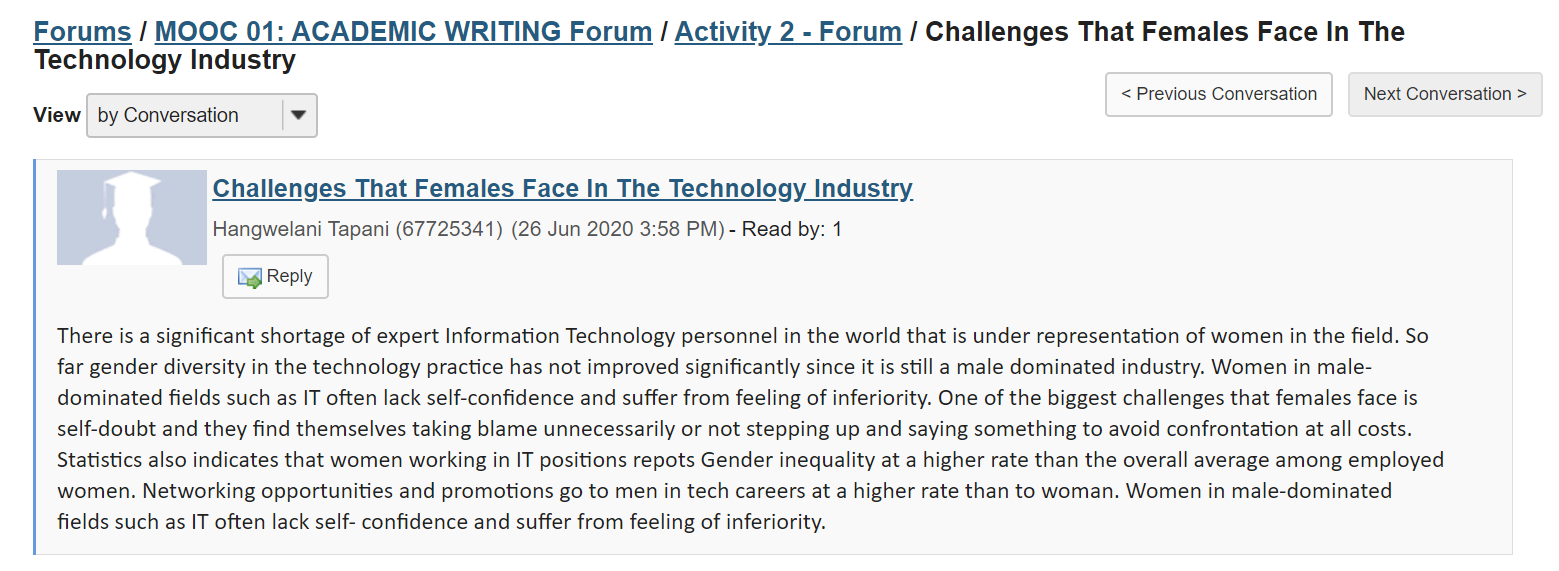 Forums / MOOC 01: ACADEMIC WRITING Forum / Activity 2 - Forum / Challenges That Females Face In The
Technology Industry
< Previous Conversation Next Conversation >
View by Conversation
Challenges That Females Face In The Technology Industry
Hangwelani Tapani (67725341) (26 Jun 2020 3:58 PM) - Read by: 1
Reply
There is a significant shortage of expert Information Technology personnel in the world that is under representation of women in the field. So
far gender diversity in the technology practice has not improved significantly since it is still a male dominated industry. Women in male-
dominated fields such as IT often lack self-confidence and suffer from feeling of inferiority. One of the biggest challenges that females face is
self-doubt and they find themselves taking blame unnecessarily or not stepping up and saying something to avoid confrontation at all costs.
Statistics also indicates that women working in IT positions repots Gender inequality at a higher rate than the overall average among employed
women. Networking opportunities and promotions go to men in tech careers at a higher rate than to woman. Women in male-dominated
fields such as IT often lack self- confidence and suffer from feeling of inferiority.